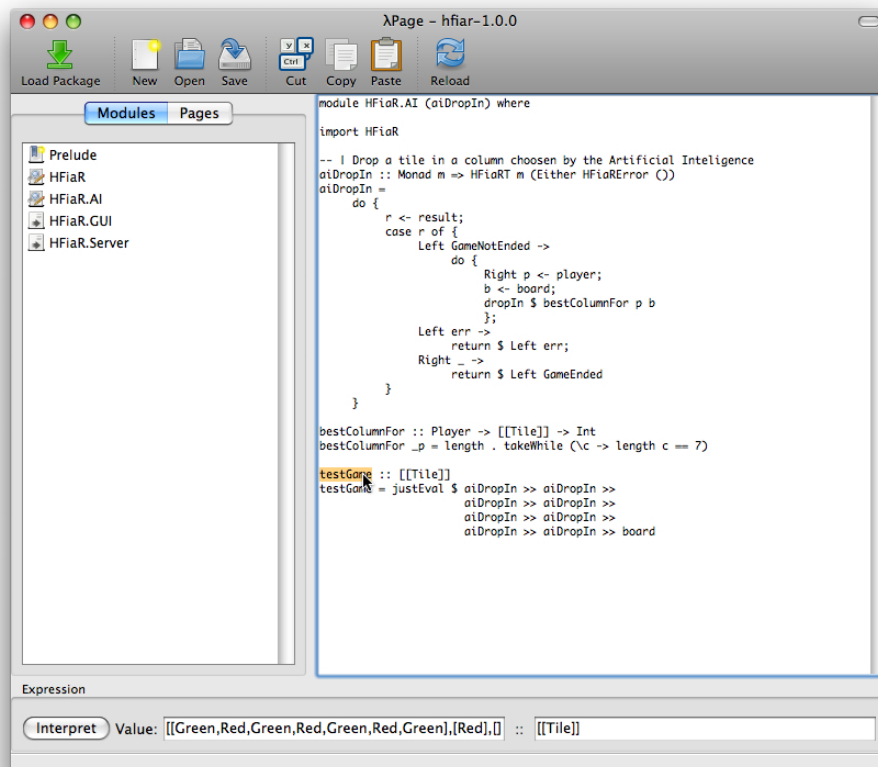 λPage - hfiar-1.0.0
Load Package New Open Save Cut Copy Paste Reload
y x
Ctrl
Modules Pages
Prelude
HFiaR
HFiaR.AI
HFiaR.GUI
HFiaR.Server
module HFiaR.AI (aiDropIn) where
import HFiaR
-- | Drop a tile in a column choosen by the Artificial Inteligence
aiDropIn :: Monad m => HFiaRT m (Either HFiaRError ())
aiDropIn =
do {
r <- result;
case r of {
Left GameNotEnded ->
do {
Right p <- player;
b <- board;
dropIn $ bestColumnFor p b
};
Left err ->
return $ Left err;
Right _ ->
return $ Left GameEnded
}
}
bestColumnFor :: Player -> [[Tile]] -> Int
bestColumnFor _p = length . takeWhile (\c -> length c == 7)
testGame :: [[Tile]]
testGame = justEval $ aiDropIn >> aiDropIn >>
aiDropIn >> aiDropIn >>
aiDropIn >> aiDropIn >>
aiDropIn >> aiDropIn >> board
Expression
Interpret Value: [[Green,Red,Green,Red,Green,Red,Green],[Red],[] :: [[Tile]]